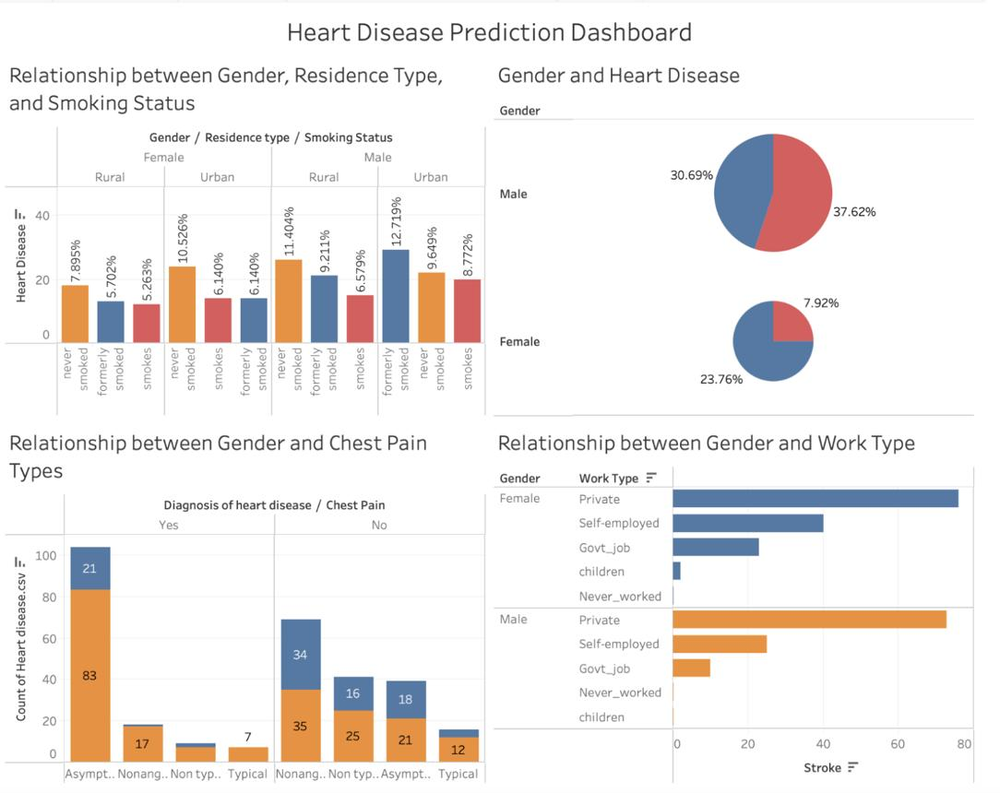 Heart Disease Prediction Dashboard
Relationship between Gender, Residence Type,
and Smoking Status
Gender / Residence type / Smoking Status
Female
Male
Rural
Urban
Rural
Urban
Heart Disease
40
20
0
7.895%
5.702%
5.263%
10.526%
6.140%
6.140%
11.404%
9.211%
6.579%
12.719%
9.649%
8.772%
never
smoked
formerly
smoked
smokes
never
smoked
smokes
formerly
smoked
never
smoked
formerly
smoked
smokes
formerly
smoked
never
smoked
smokes
Gender and Heart Disease
Gender
Male
30.69%
37.62%
Female
7.92%
23.76%
Relationship between Gender and Chest Pain
Types
Diagnosis of heart disease / Chest Pain
Yes
No
Count of Heart disease.csv
100
80
60
40
20
0
21
83
17
7
34
35
16
25
18
21
12
Asympt..
Nonang..
Non typ..
Typical
Nonang..
Non typ..
Asympt..
Typical
Relationship between Gender and Work Type
Gender
Work Type
Female
Private
Self-employed
Govt_job
children
Never_worked
Male
Private
Self-employed
Govt_job
Never_worked
children
0
20
40
60
80
Stroke